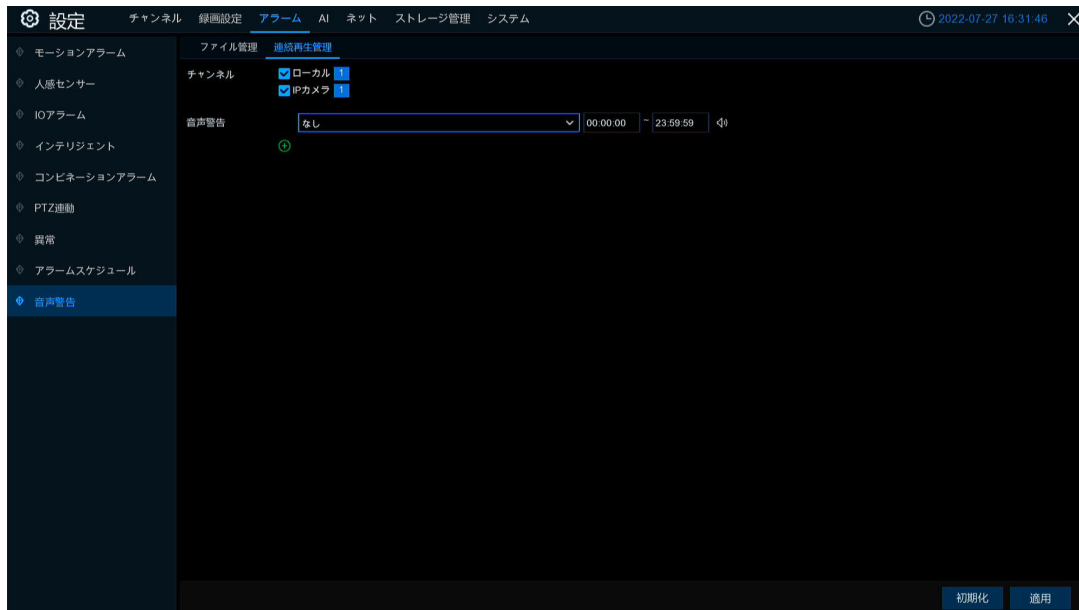 設定 チャンネル 録画設定 アラーム AI ネット ストレージ管理 システム 2022-07-27 16:31:46
モーションアラーム
人感センサー
IOアラーム
インテリジェント
コンビネーションアラーム
PTZ連動
異常
アラームスケジュール
音声警告
ファイル管理 連続再生管理
チャンネル ローカル 1
IPカメラ 1
音声警告 なし 00:00:00 ~ 23:59:59
初期化 適用